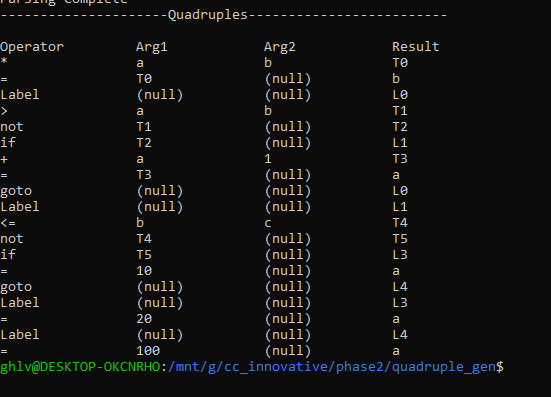 Parsing Complete
---------------------Quadruples-------------------------
Operator Arg1 Arg2 Result
* a b T0
= T0 (null) b
Label (null) (null) L0
> a b T1
not T1 (null) T2
if T2 (null) L1
+ a 1 T3
= T3 (null) a
goto (null) (null) L0
Label (null) (null) L1
<= b c T4
not T4 (null) T5
if T5 (null) L3
= 10 (null) a
goto (null) (null) L4
Label (null) (null) L3
= 20 (null) a
Label (null) (null) L4
= 100 (null) a
ghlv@DESKTOP-OKCNRHO:/mnt/g/cc_innovative/phase2/quadruple_gen$